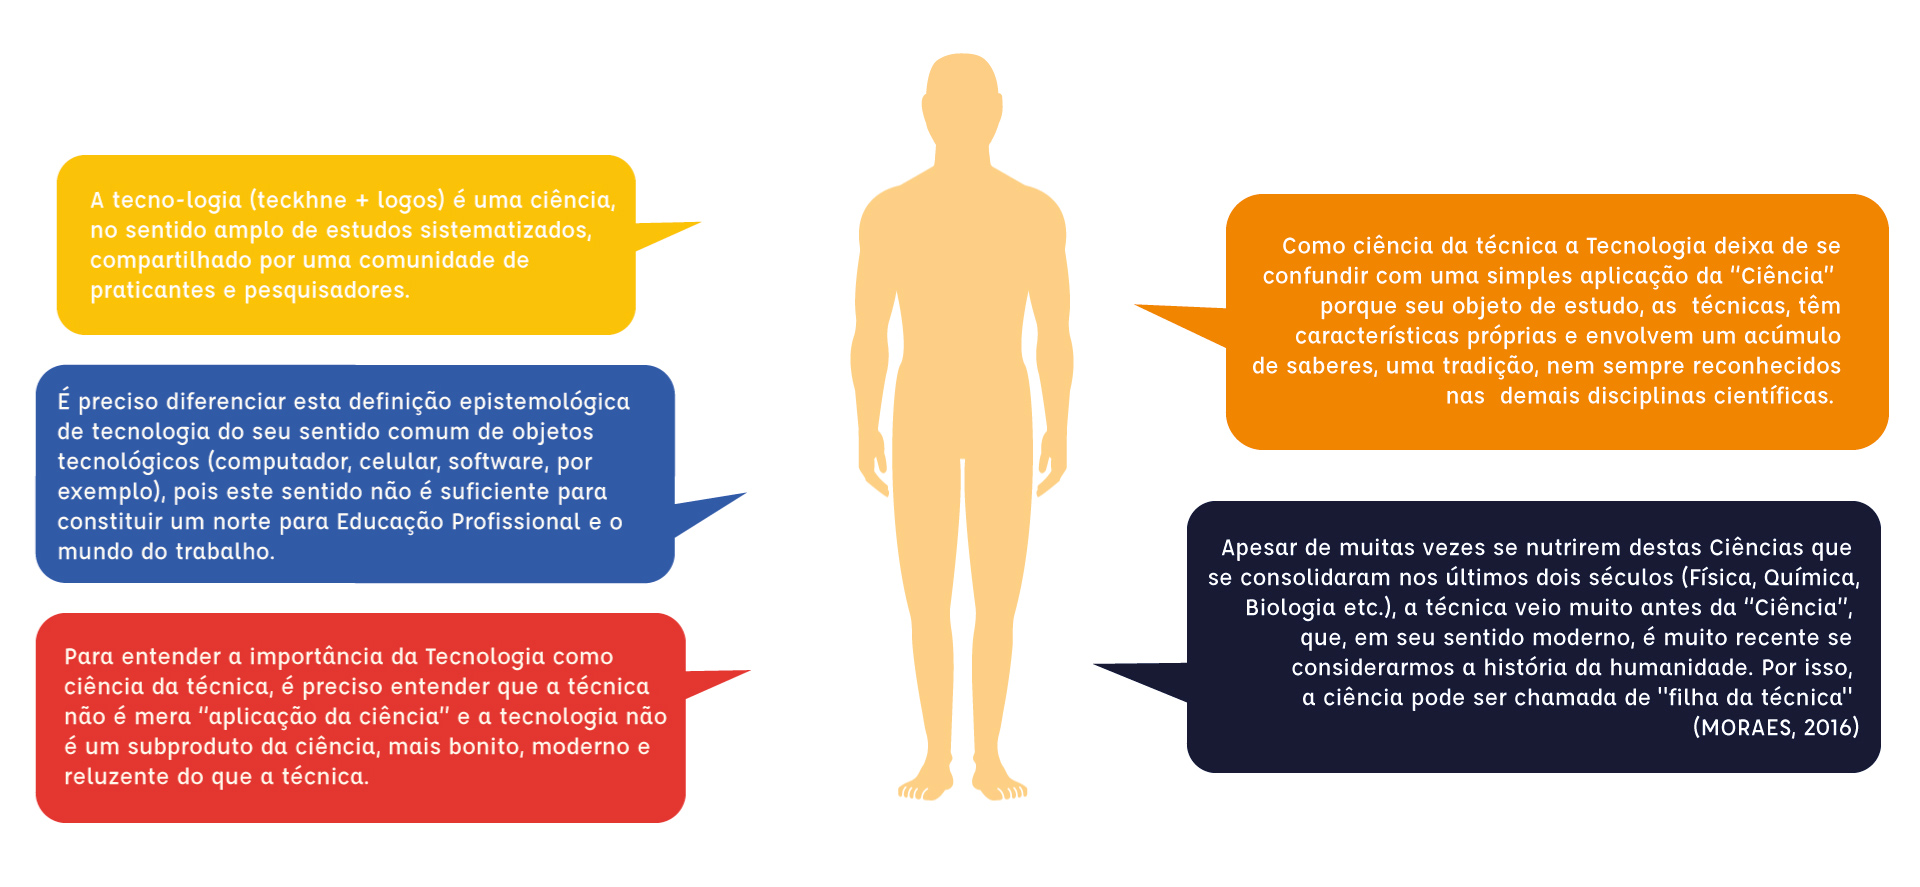 A tecno-logia (teckhne + logos) é uma ciência,
no sentido amplo de estudos sistematizados,
compartilhado por uma comunidade de
praticantes e pesquisadores.
É preciso diferenciar esta definição epistemológica
de tecnologia do seu sentido comum de objetos
tecnológicos (computador, celular, software, por
exemplo), pois este sentido não é suficiente para
constituir um norte para Educação Profissional e o
mundo do trabalho.
Para entender a importância da Tecnologia como
ciência da técnica, é preciso entender que a técnica
não é mera “aplicação da ciência” e a tecnologia não
é um subproduto da ciência, mais bonito, moderno e
reluzente do que a técnica.
Como ciência da técnica a Tecnologia deixa de se
confundir com uma simples aplicação da “Ciência”
porque seu objeto de estudo, as técnicas, têm
características próprias e envolvem um acúmulo
de saberes, uma tradição, nem sempre reconhecidos
nas demais disciplinas científicas.
Apesar de muitas vezes se nutrirem destas Ciências que
se consolidaram nos últimos dois séculos (Física, Química,
Biologia etc.), a técnica veio muito antes da “Ciência”,
que, em seu sentido moderno, é muito recente se
considerarmos a história da humanidade. Por isso,
a ciência pode ser chamada de "filha da técnica"
(MORAES, 2016)